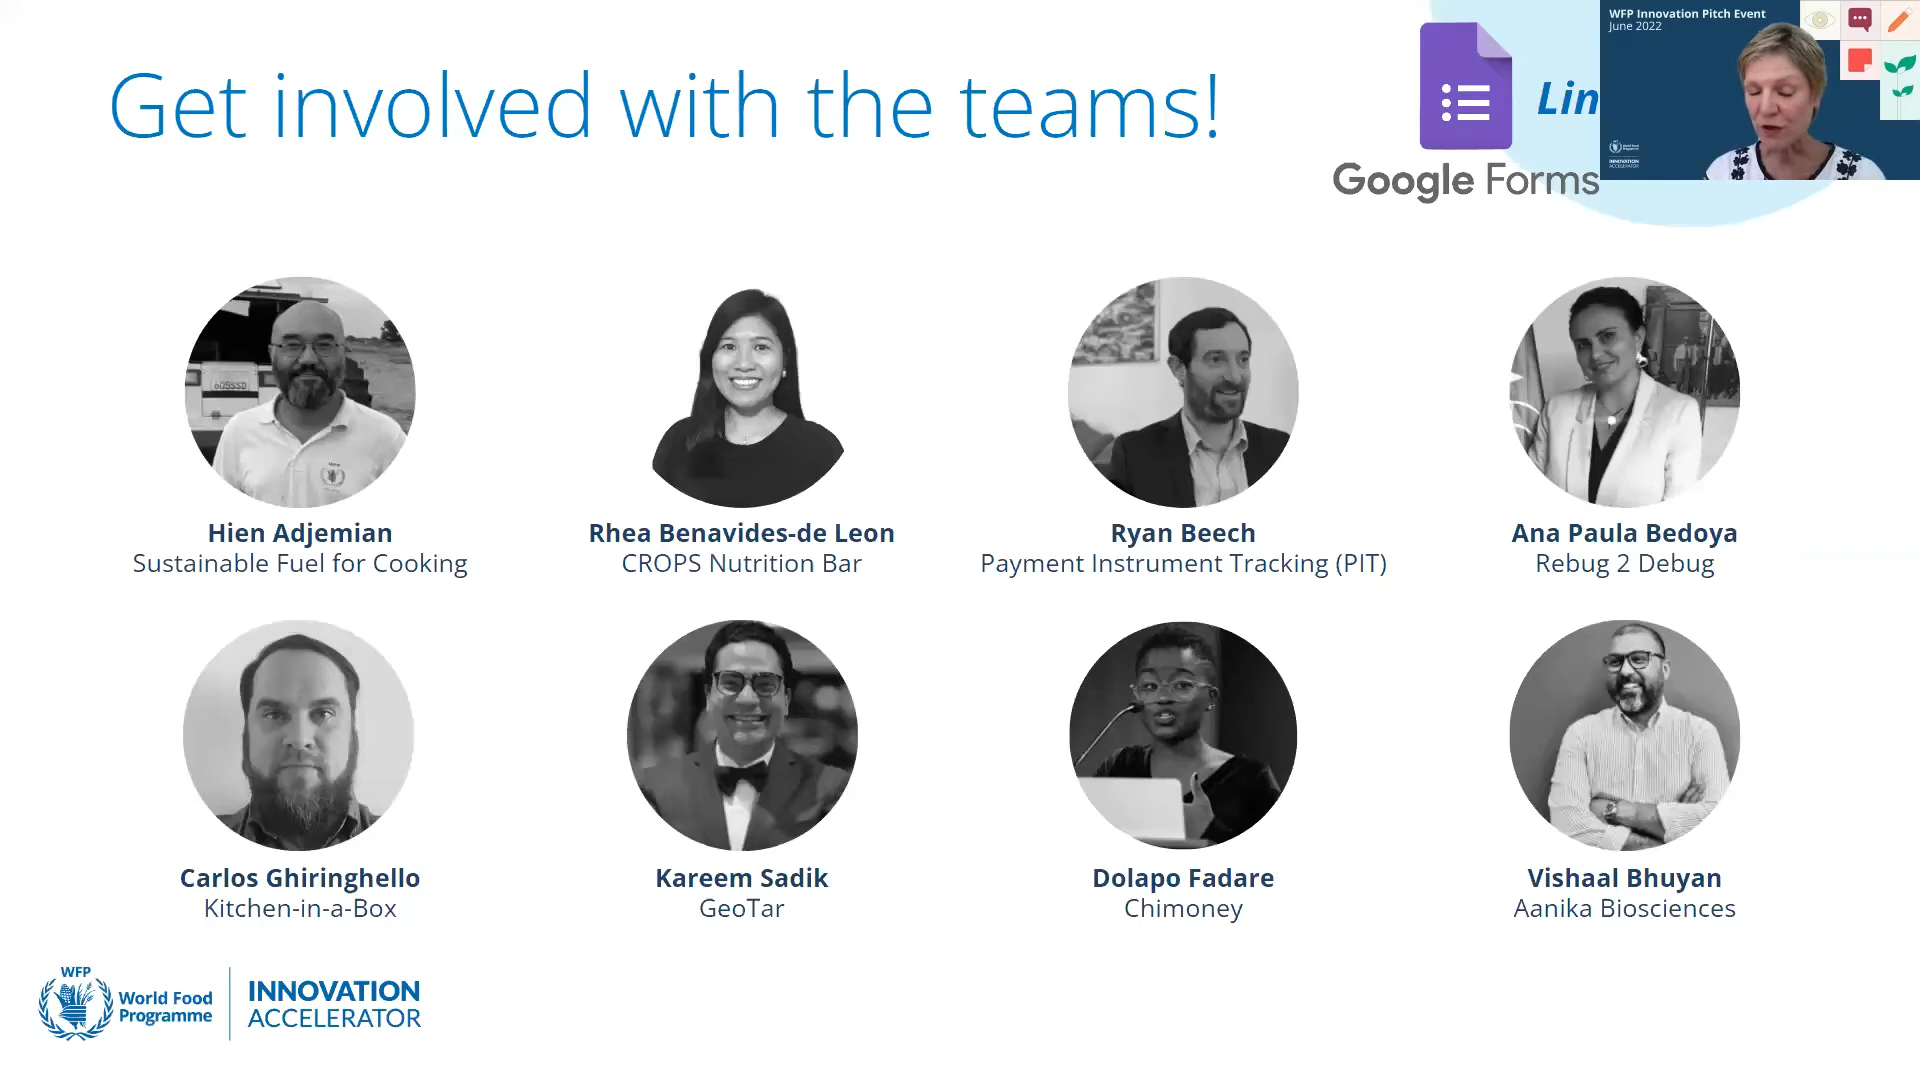 Get involved with the teams!
Lin
Google Forms
WFP Innovation Pitch Event
June 2022
Hien Adjemian
Sustainable Fuel for Cooking
Rhea Benavides-de Leon
CROPS Nutrition Bar
Ryan Beech
Payment Instrument Tracking (PIT)
Ana Paula Bedoya
Rebug 2 Debug
Carlos Ghiringhello
Kitchen-in-a-Box
Kareem Sadik
GeoTar
Dolapo Fadare
Chimoney
Vishaal Bhuyan
Aanika Biosciences
WFP
World Food
Programme
INNOVATION
ACCELERATOR